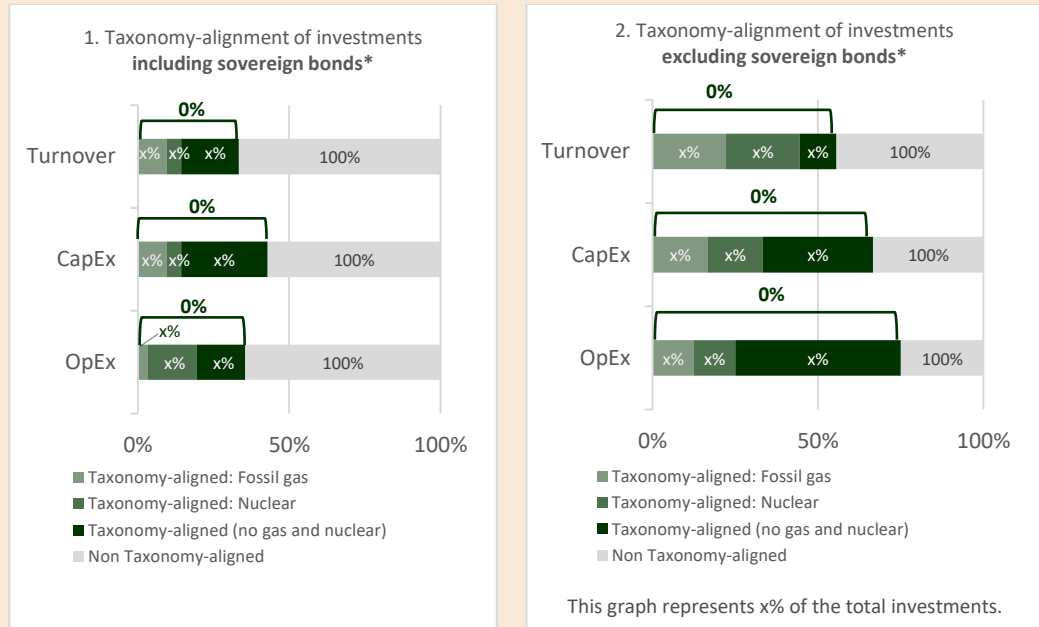 1. Taxonomy-alignment of investments
including sovereign bonds*
0%
Turnover
x% x% x% 100%
0%
CapEx
x% x% x% 100%
0%
x%
OpEx
x% x% 100%
0% 50% 100%
Taxonomy-aligned: Fossil gas
Taxonomy-aligned: Nuclear
Taxonomy-aligned (no gas and nuclear)
Non Taxonomy-aligned
2. Taxonomy-alignment of investments
excluding sovereign bonds*
0%
Turnover
x% x% x% 100%
0%
CapEx
x% x% x% 100%
0%
OpEx
x% x% x% 100%
0% 50% 100%
Taxonomy-aligned: Fossil gas
Taxonomy-aligned: Nuclear
Taxonomy-aligned (no gas and nuclear)
Non Taxonomy-aligned
This graph represents x% of the total investments.